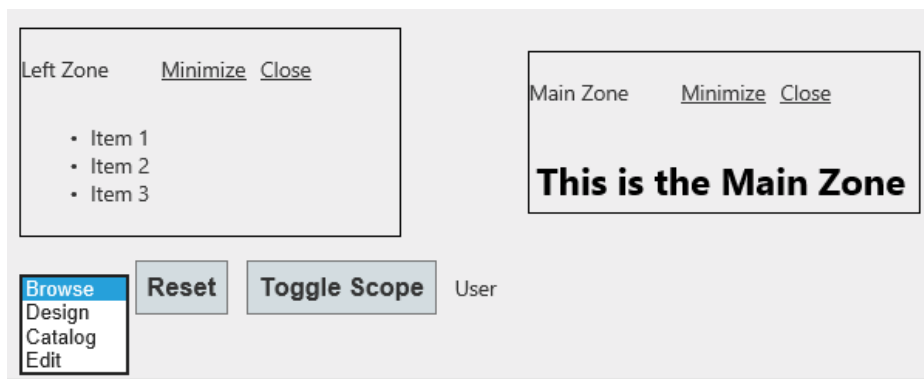 Left Zone Minimize Close
Item 1
Item 2
Item 3
Main Zone Minimize Close
This is the Main Zone
Browse
Design
Catalog
Edit
Reset
Toggle Scope
User